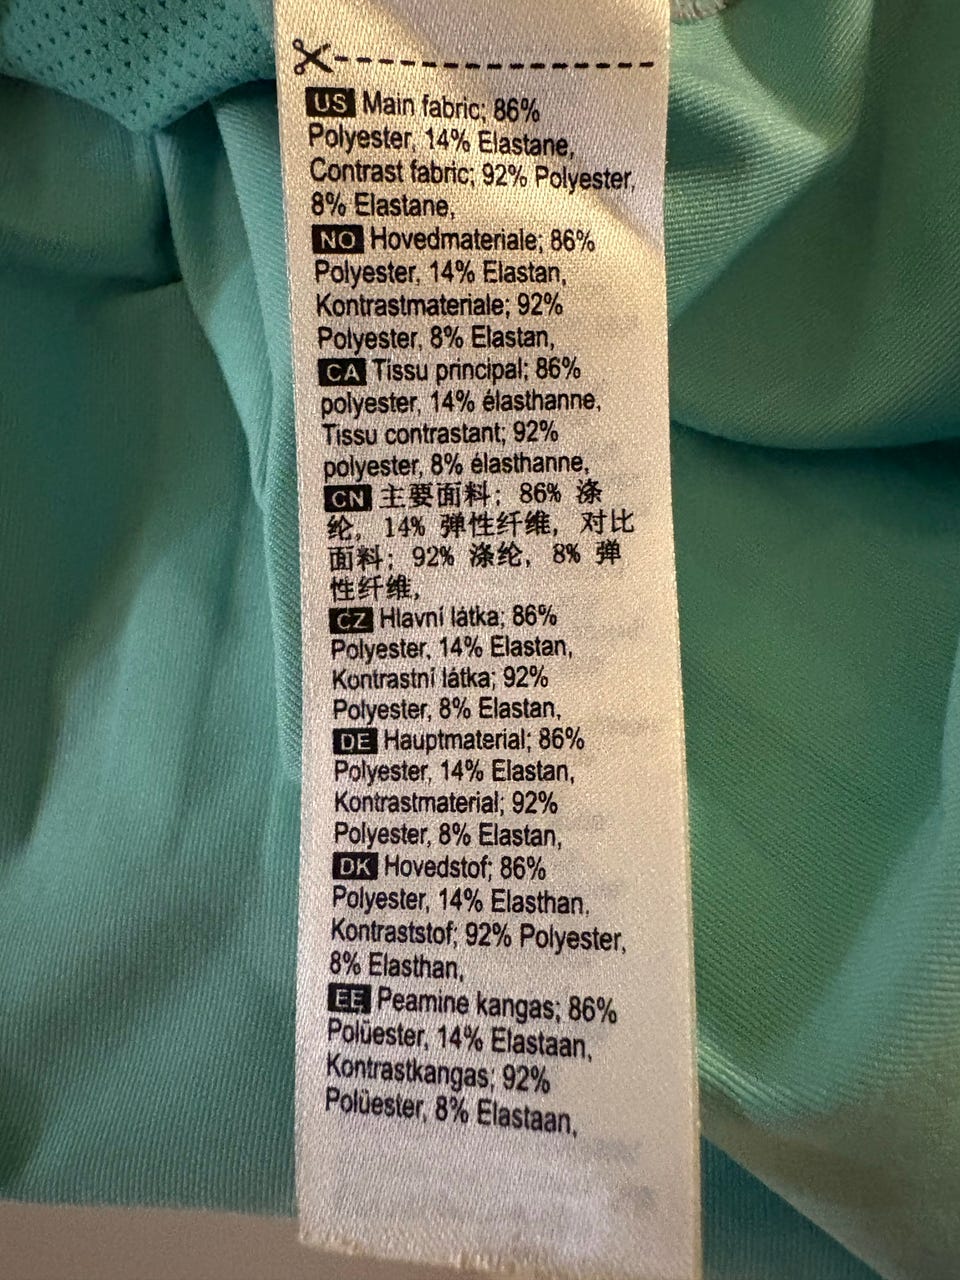 US Main fabric; 86%
Polyester, 14% Elastane,
Contrast fabric; 92% Polyester,
8% Elastane,
NO Hovedmateriale; 86%
Polyester, 14% Elastan,
Kontrastmateriale; 92%
Polyester, 8% Elastan,
CA Tissu principal; 86%
polyester, 14% élasthanne,
Tissu contrastant; 92%
polyester, 8% élasthanne,
CN 主要面料; 86% 涤
纶, 14% 弹性纤维, 对比
面料; 92% 涤纶, 8% 弹
性纤维,
CZ Hlavní látka; 86%
Polyester, 14% Elastan,
Kontrastní látka; 92%
Polyester, 8% Elastan,
DE Hauptmaterial; 86%
Polyester, 14% Elastan,
Kontrastmaterial; 92%
Polyester, 8% Elastan,
DK Hovedstof; 86%
Polyester, 14% Elasthan,
Kontraststof; 92% Polyester,
8% Elasthan,
EE Peamine kangas; 86%
Polüester, 14% Elastaan,
Kontrastkangas; 92%
Polüester, 8% Elastaan,